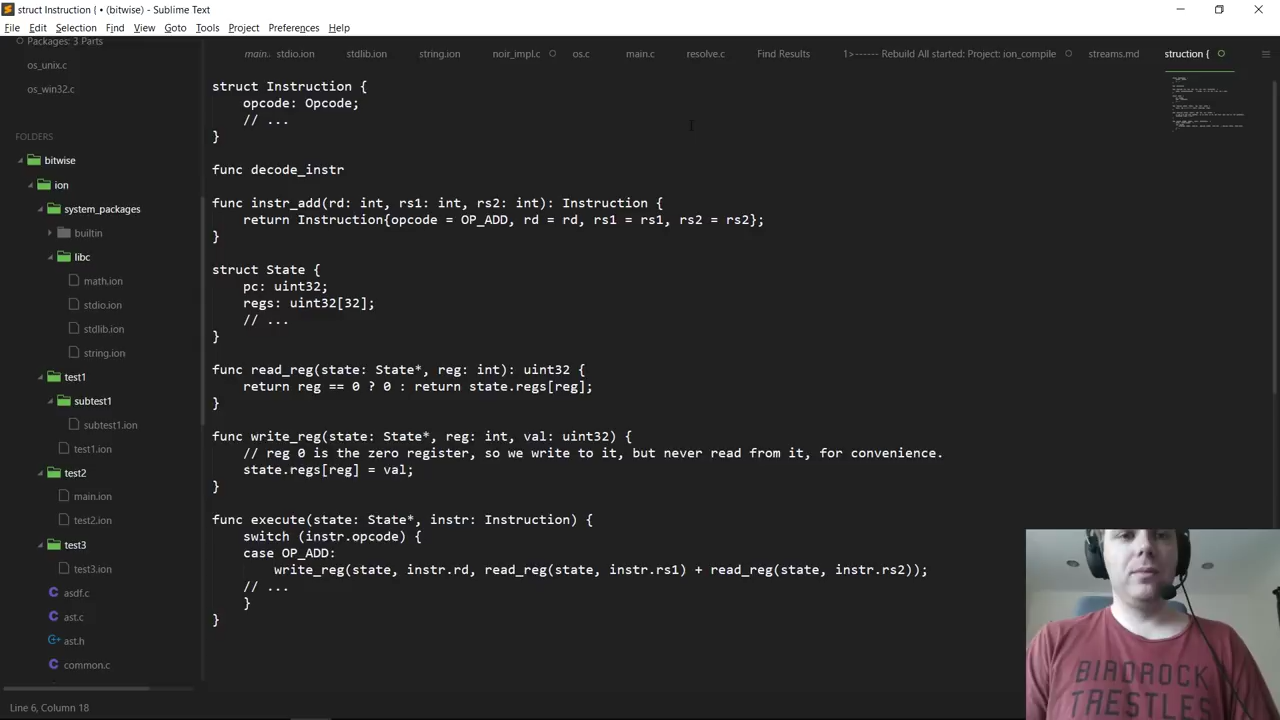 struct Instruction { • (bitwise) - Sublime Text
File Edit Selection Find View Goto Tools Project Preferences Help
Packages: 3 Parts
os_unix.c
os_win32.c
FOLDERS
bitwise
ion
system_packages
builtin
libc
math.ion
stdio.ion
stdlib.ion
string.ion
test1
subtest1
subtest1.ion
test1.ion
test2
main.ion
test2.ion
test3
test3.ion
asdf.c
ast.c
ast.h
common.c
main. stdio.ion stdlib.ion string.ion noir_impl.c os.c main.c resolve.c Find Results 1>------ Rebuild All started: Project: ion_compile streams.md struction {
struct Instruction {
    opcode: Opcode;
    // ...
}
func decode_instr
func instr_add(rd: int, rs1: int, rs2: int): Instruction {
    return Instruction{opcode = OP_ADD, rd = rd, rs1 = rs1, rs2 = rs2};
}
struct State {
    pc: uint32;
    regs: uint32[32];
    // ...
}
func read_reg(state: State*, reg: int): uint32 {
    return reg == 0 ? 0 : return state.regs[reg];
}
func write_reg(state: State*, reg: int, val: uint32) {
    // reg 0 is the zero register, so we write to it, but never read from it, for convenience.
    state.regs[reg] = val;
}
func execute(state: State*, instr: Instruction) {
    switch (instr.opcode) {
    case OP_ADD:
        write_reg(state, instr.rd, read_reg(state, instr.rs1) + read_reg(state, instr.rs2));
    // ...
    }
}
Line 6, Column 18
BIRDROCK
TRESTLES